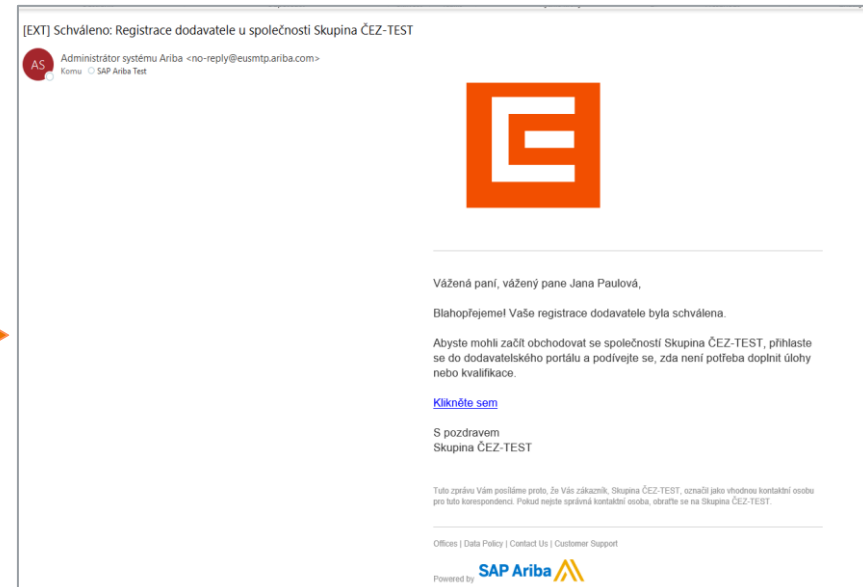 [EXT] Schváleno: Registrace dodavatele u společnosti Skupina ČEZ-TEST
AS
Administrátor systému Ariba <no-reply@eusmtp.ariba.com>
Komu SAP Ariba Test
Vážená paní, vážený pane Jana Paulová,
Blahopřejeme! Vaše registrace dodavatele byla schválena.
Abyste mohli začít obchodovat se společností Skupina ČEZ-TEST, přihlaste
se do dodavatelského portálu a podívejte se, zda není potřeba doplnit úlohy
nebo kvalifikace.
Klikněte sem
S pozdravem
Skupina ČEZ-TEST
Tuto zprávu Vám posíláme proto, že Vás zákazník, Skupina ČEZ-TEST, označil jako vhodnou kontaktní osobu
pro tuto korespondenci. Pokud nejste správná kontaktní osoba, obraťte se na Skupina ČEZ-TEST.
Offices | Data Policy | Contact Us | Customer Support
Powered by SAP Ariba